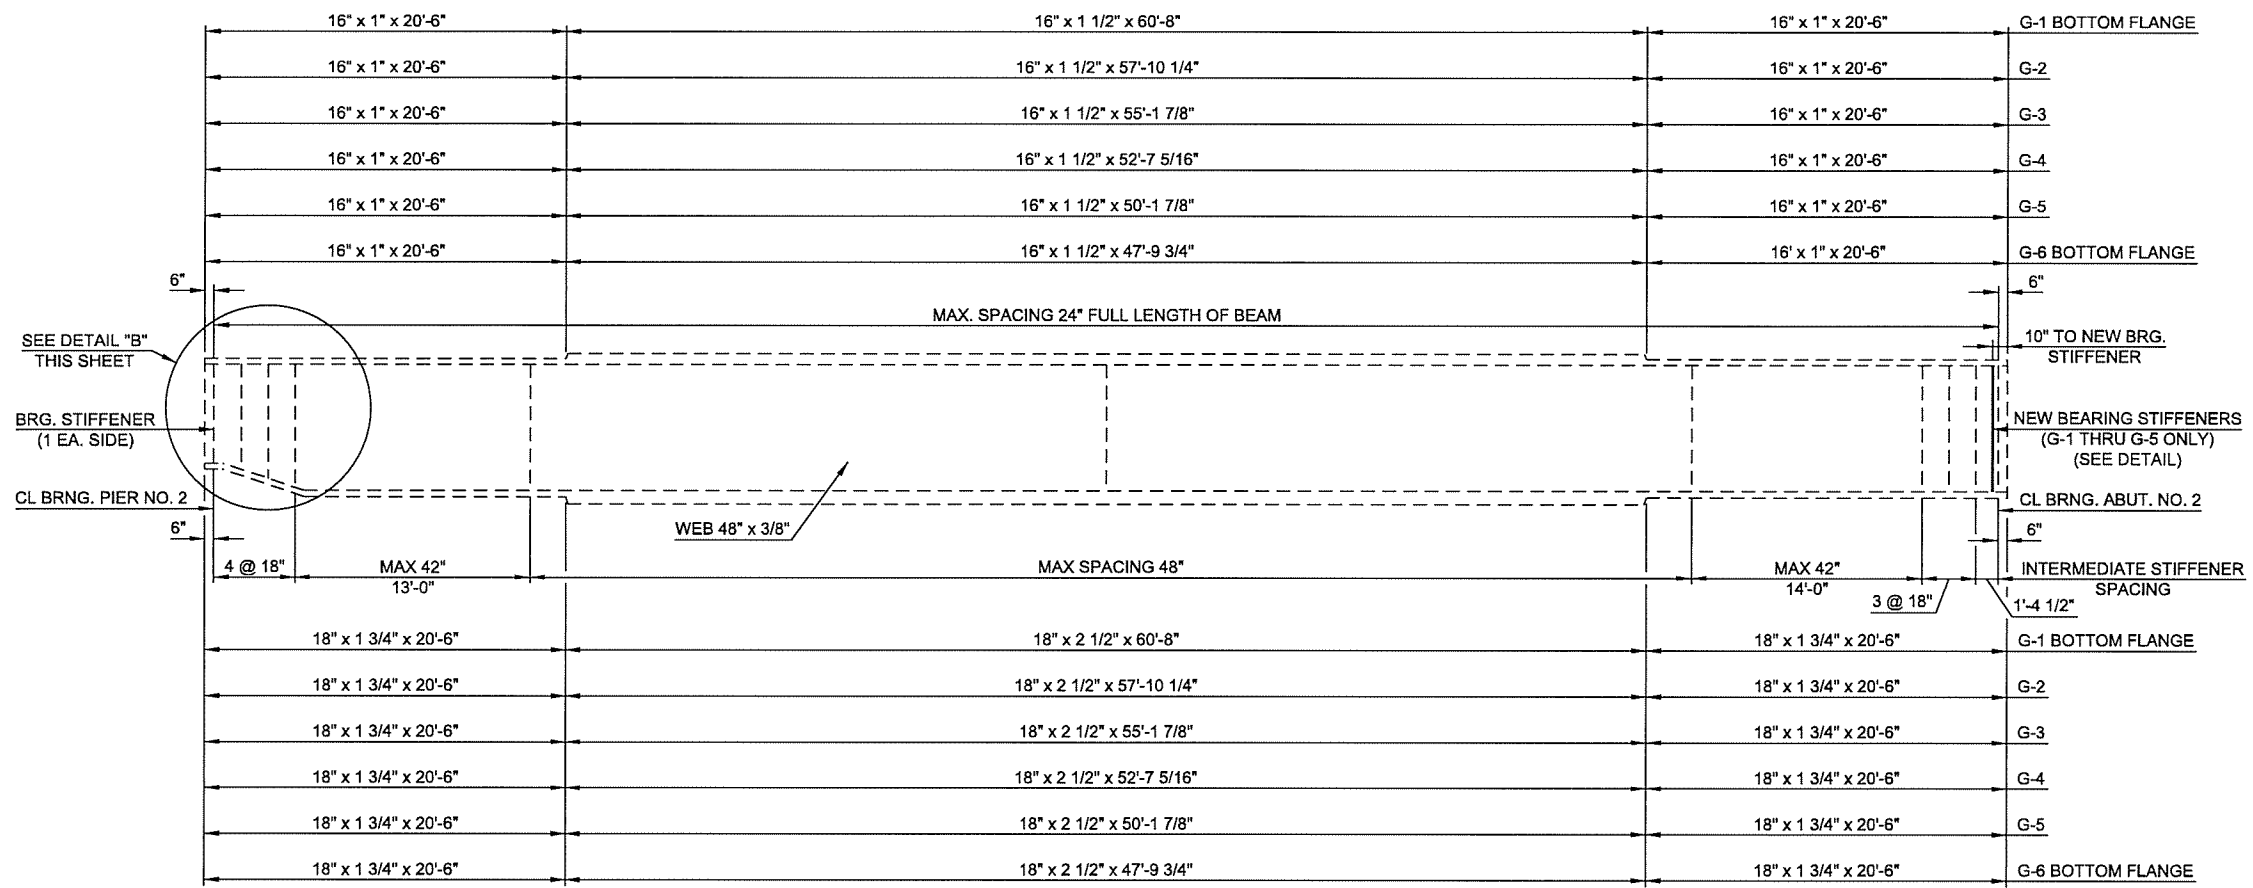 16" x 1" x 20'-6" 16" x 1 1/2" x 60'-8" 16" x 1" x 20'-6" G-1 BOTTOM FLANGE
16" x 1" x 20'-6" 16" x 1 1/2" x 57'-10 1/4" 16" x 1" x 20'-6" G-2
16" x 1" x 20'-6" 16" x 1 1/2" x 55'-1 7/8" 16" x 1" x 20'-6" G-3
16" x 1" x 20'-6" 16" x 1 1/2" x 52'-7 5/16" 16" x 1" x 20'-6" G-4
16" x 1" x 20'-6" 16" x 1 1/2" x 50'-1 7/8" 16" x 1" x 20'-6" G-5
16" x 1" x 20'-6" 16" x 1 1/2" x 47'-9 3/4" 16' x 1" x 20'-6" G-6 BOTTOM FLANGE
6" 6"
MAX. SPACING 24" FULL LENGTH OF BEAM
SEE DETAIL "B"
THIS SHEET
10" TO NEW BRG.
STIFFENER
BRG. STIFFENER
(1 EA. SIDE)
NEW BEARING STIFFENERS
(G-1 THRU G-5 ONLY)
(SEE DETAIL)
CL BRNG. PIER NO. 2
CL BRNG. ABUT. NO. 2
WEB 48" x 3/8"
6" 6"
4 @ 18" MAX 42" MAX SPACING 48" MAX 42" INTERMEDIATE STIFFENER
13'-0" 14'-0" SPACING
3 @ 18" 1'-4 1/2"
18" x 1 3/4" x 20'-6" 18" x 2 1/2" x 60'-8" 18" x 1 3/4" x 20'-6" G-1 BOTTOM FLANGE
18" x 1 3/4" x 20'-6" 18" x 2 1/2" x 57'-10 1/4" 18" x 1 3/4" x 20'-6" G-2
18" x 1 3/4" x 20'-6" 18" x 2 1/2" x 55'-1 7/8" 18" x 1 3/4" x 20'-6" G-3
18" x 1 3/4" x 20'-6" 18" x 2 1/2" x 52'-7 5/16" 18" x 1 3/4" x 20'-6" G-4
18" x 1 3/4" x 20'-6" 18" x 2 1/2" x 50'-1 7/8" 18" x 1 3/4" x 20'-6" G-5
18" x 1 3/4" x 20'-6" 18" x 2 1/2" x 47'-9 3/4" 18" x 1 3/4" x 20'-6" G-6 BOTTOM FLANGE